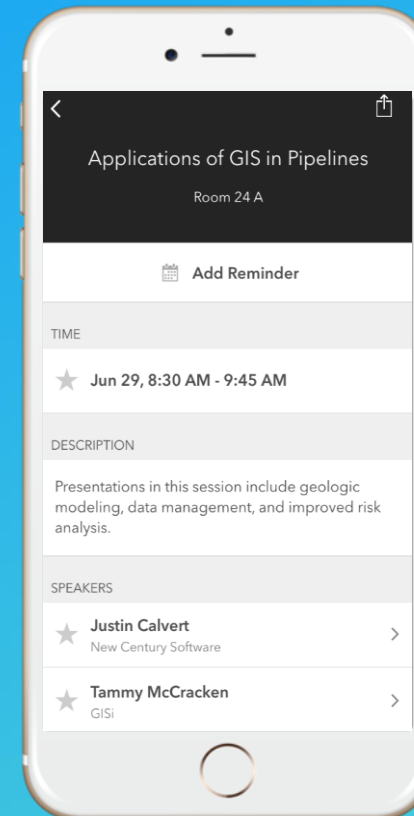 Applications of GIS in Pipelines
Room 24 A
Add Reminder
TIME
Jun 29, 8:30 AM - 9:45 AM
DESCRIPTION
Presentations in this session include geologic
modeling, data management, and improved risk
analysis.
SPEAKERS
Justin Calvert
New Century Software
Tammy McCracken
GISi